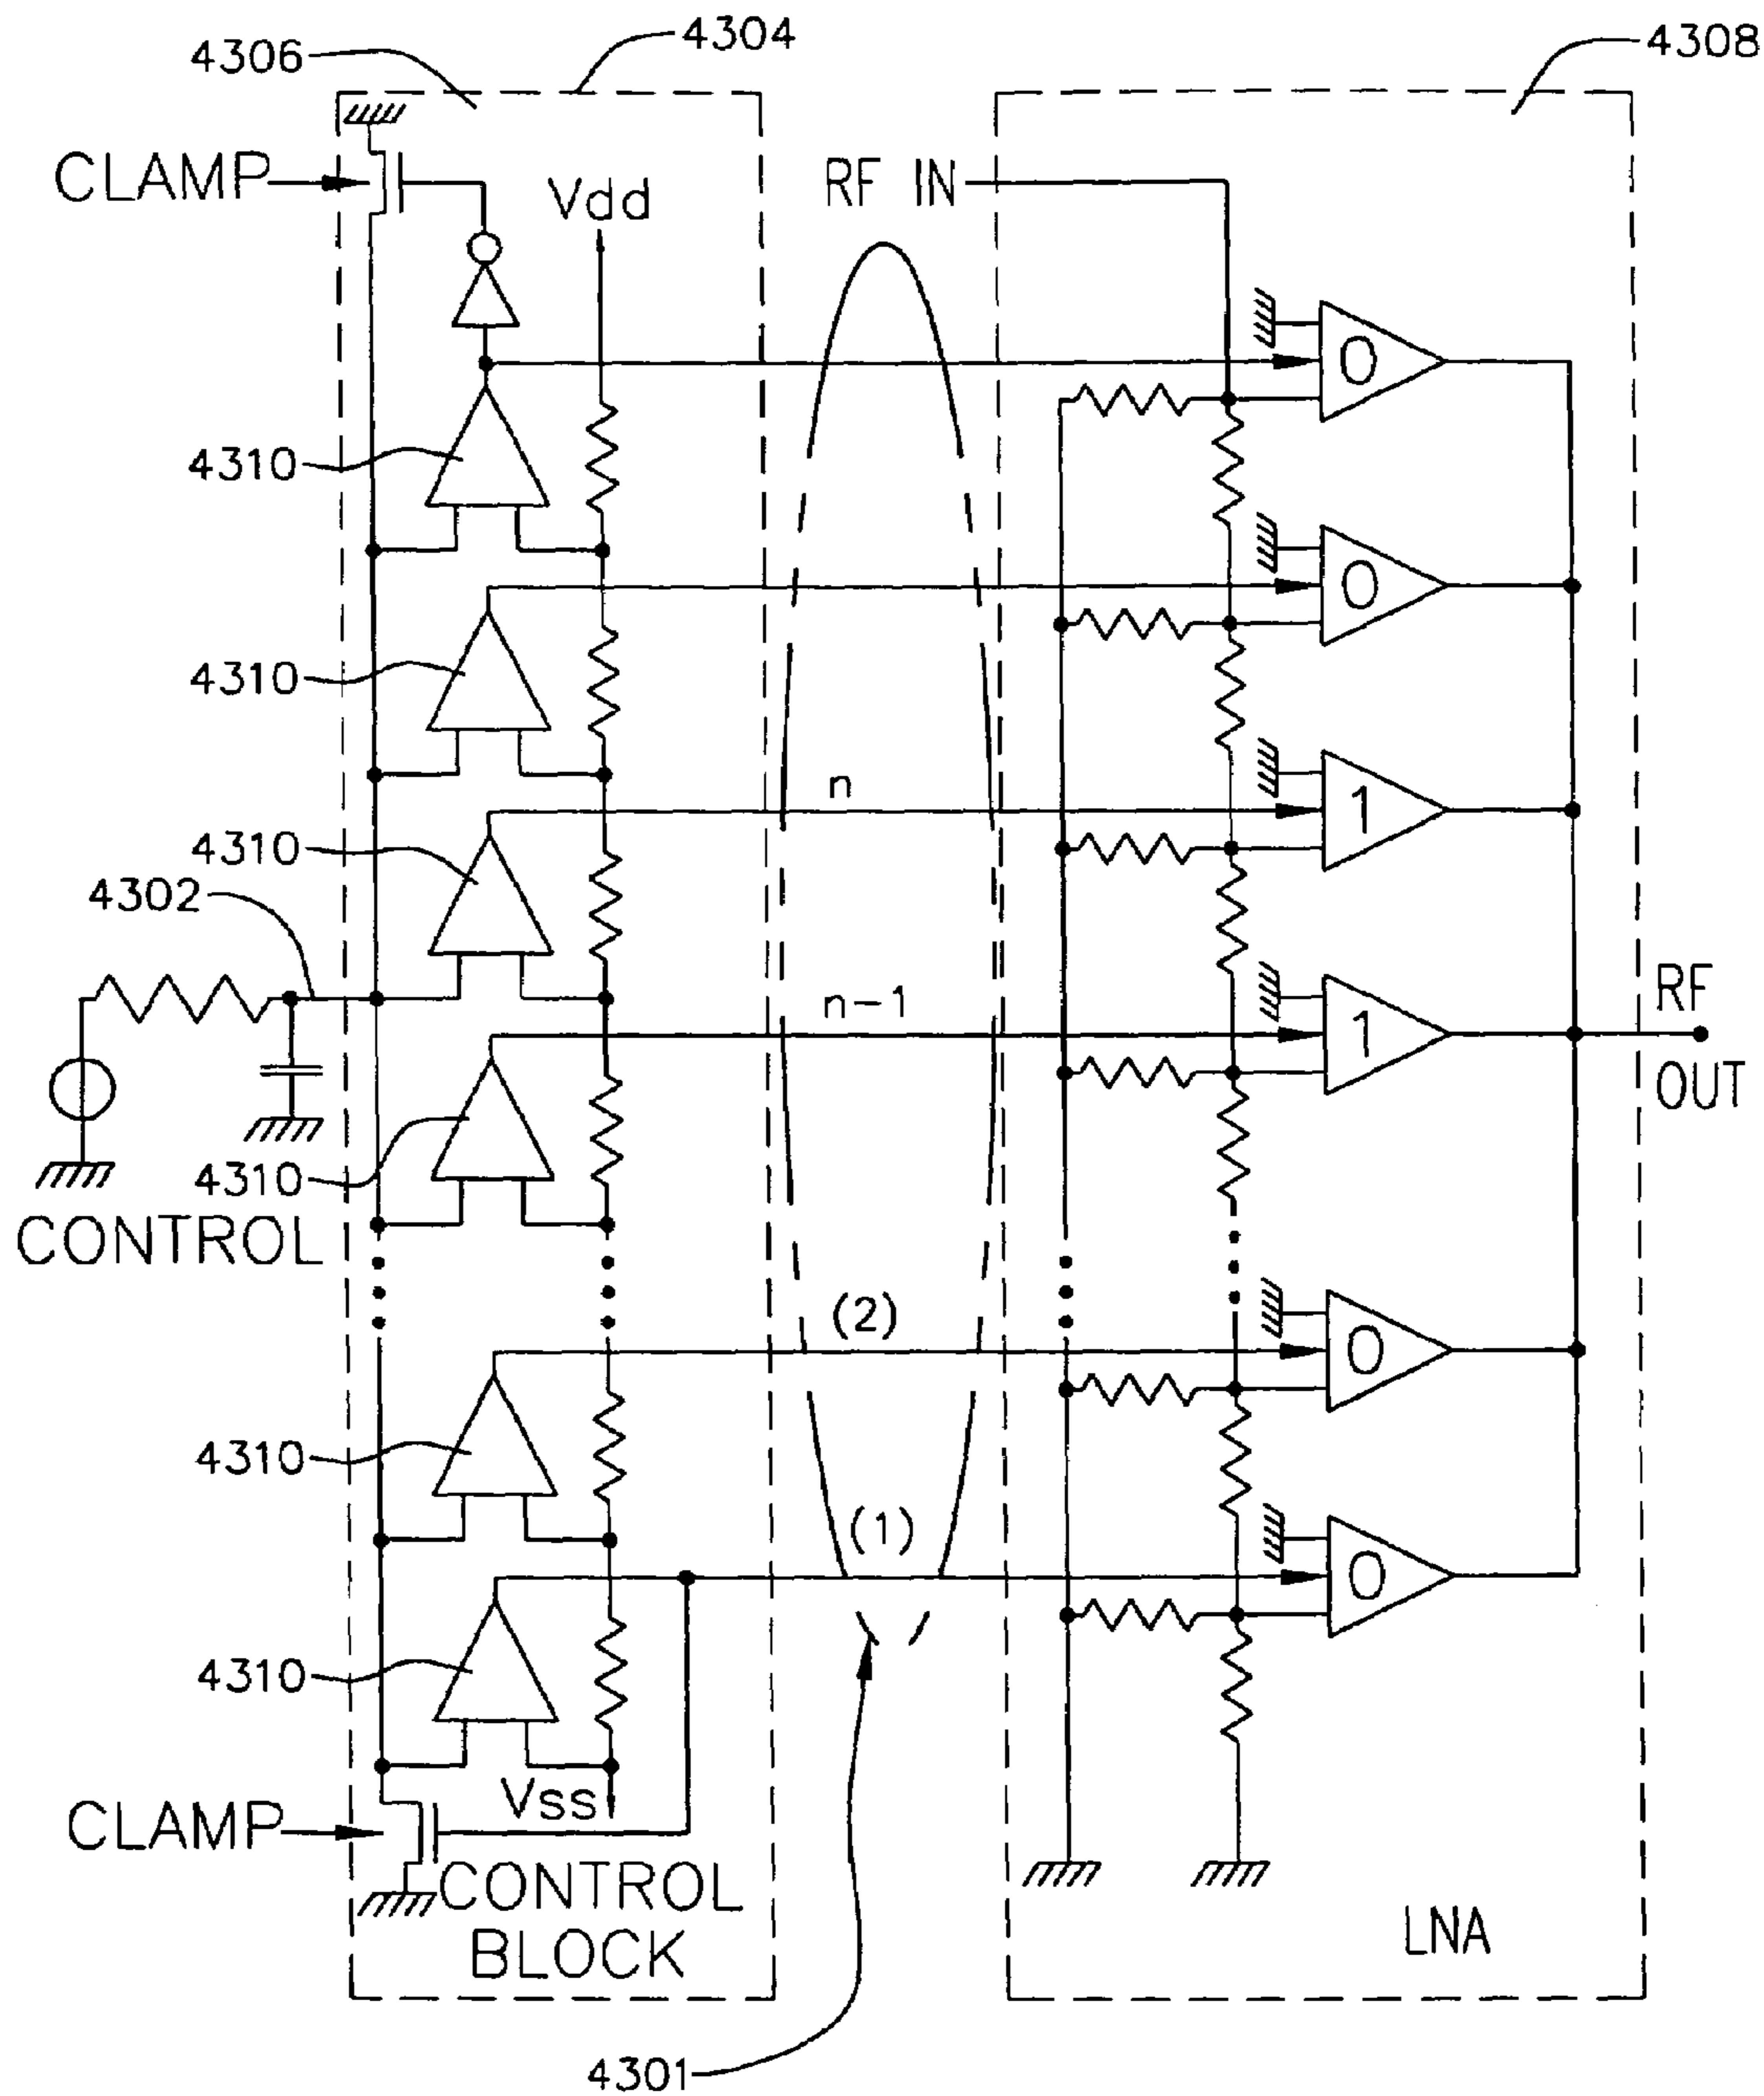 4306
4304
4308
CLAMP
Vdd
RF IN
0
4310
0
4310
n
1
4310
4302
n-1
1
RF
OUT
4310
CONTROL
(2)
0
4310
(1)
0
4310
Vss
CLAMP
CONTROL
BLOCK
LNA
4301